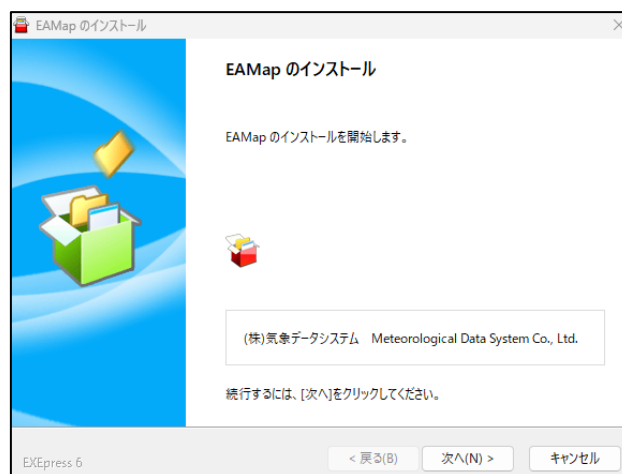 EAMap のインストール
EAMap のインストール
EAMap のインストールを開始します。
(株)気象データシステム Meteorological Data System Co., Ltd.
続行するには、[次へ]をクリックしてください。
EXEpress 6
< 戻る(B)
次へ(N) >
キャンセル